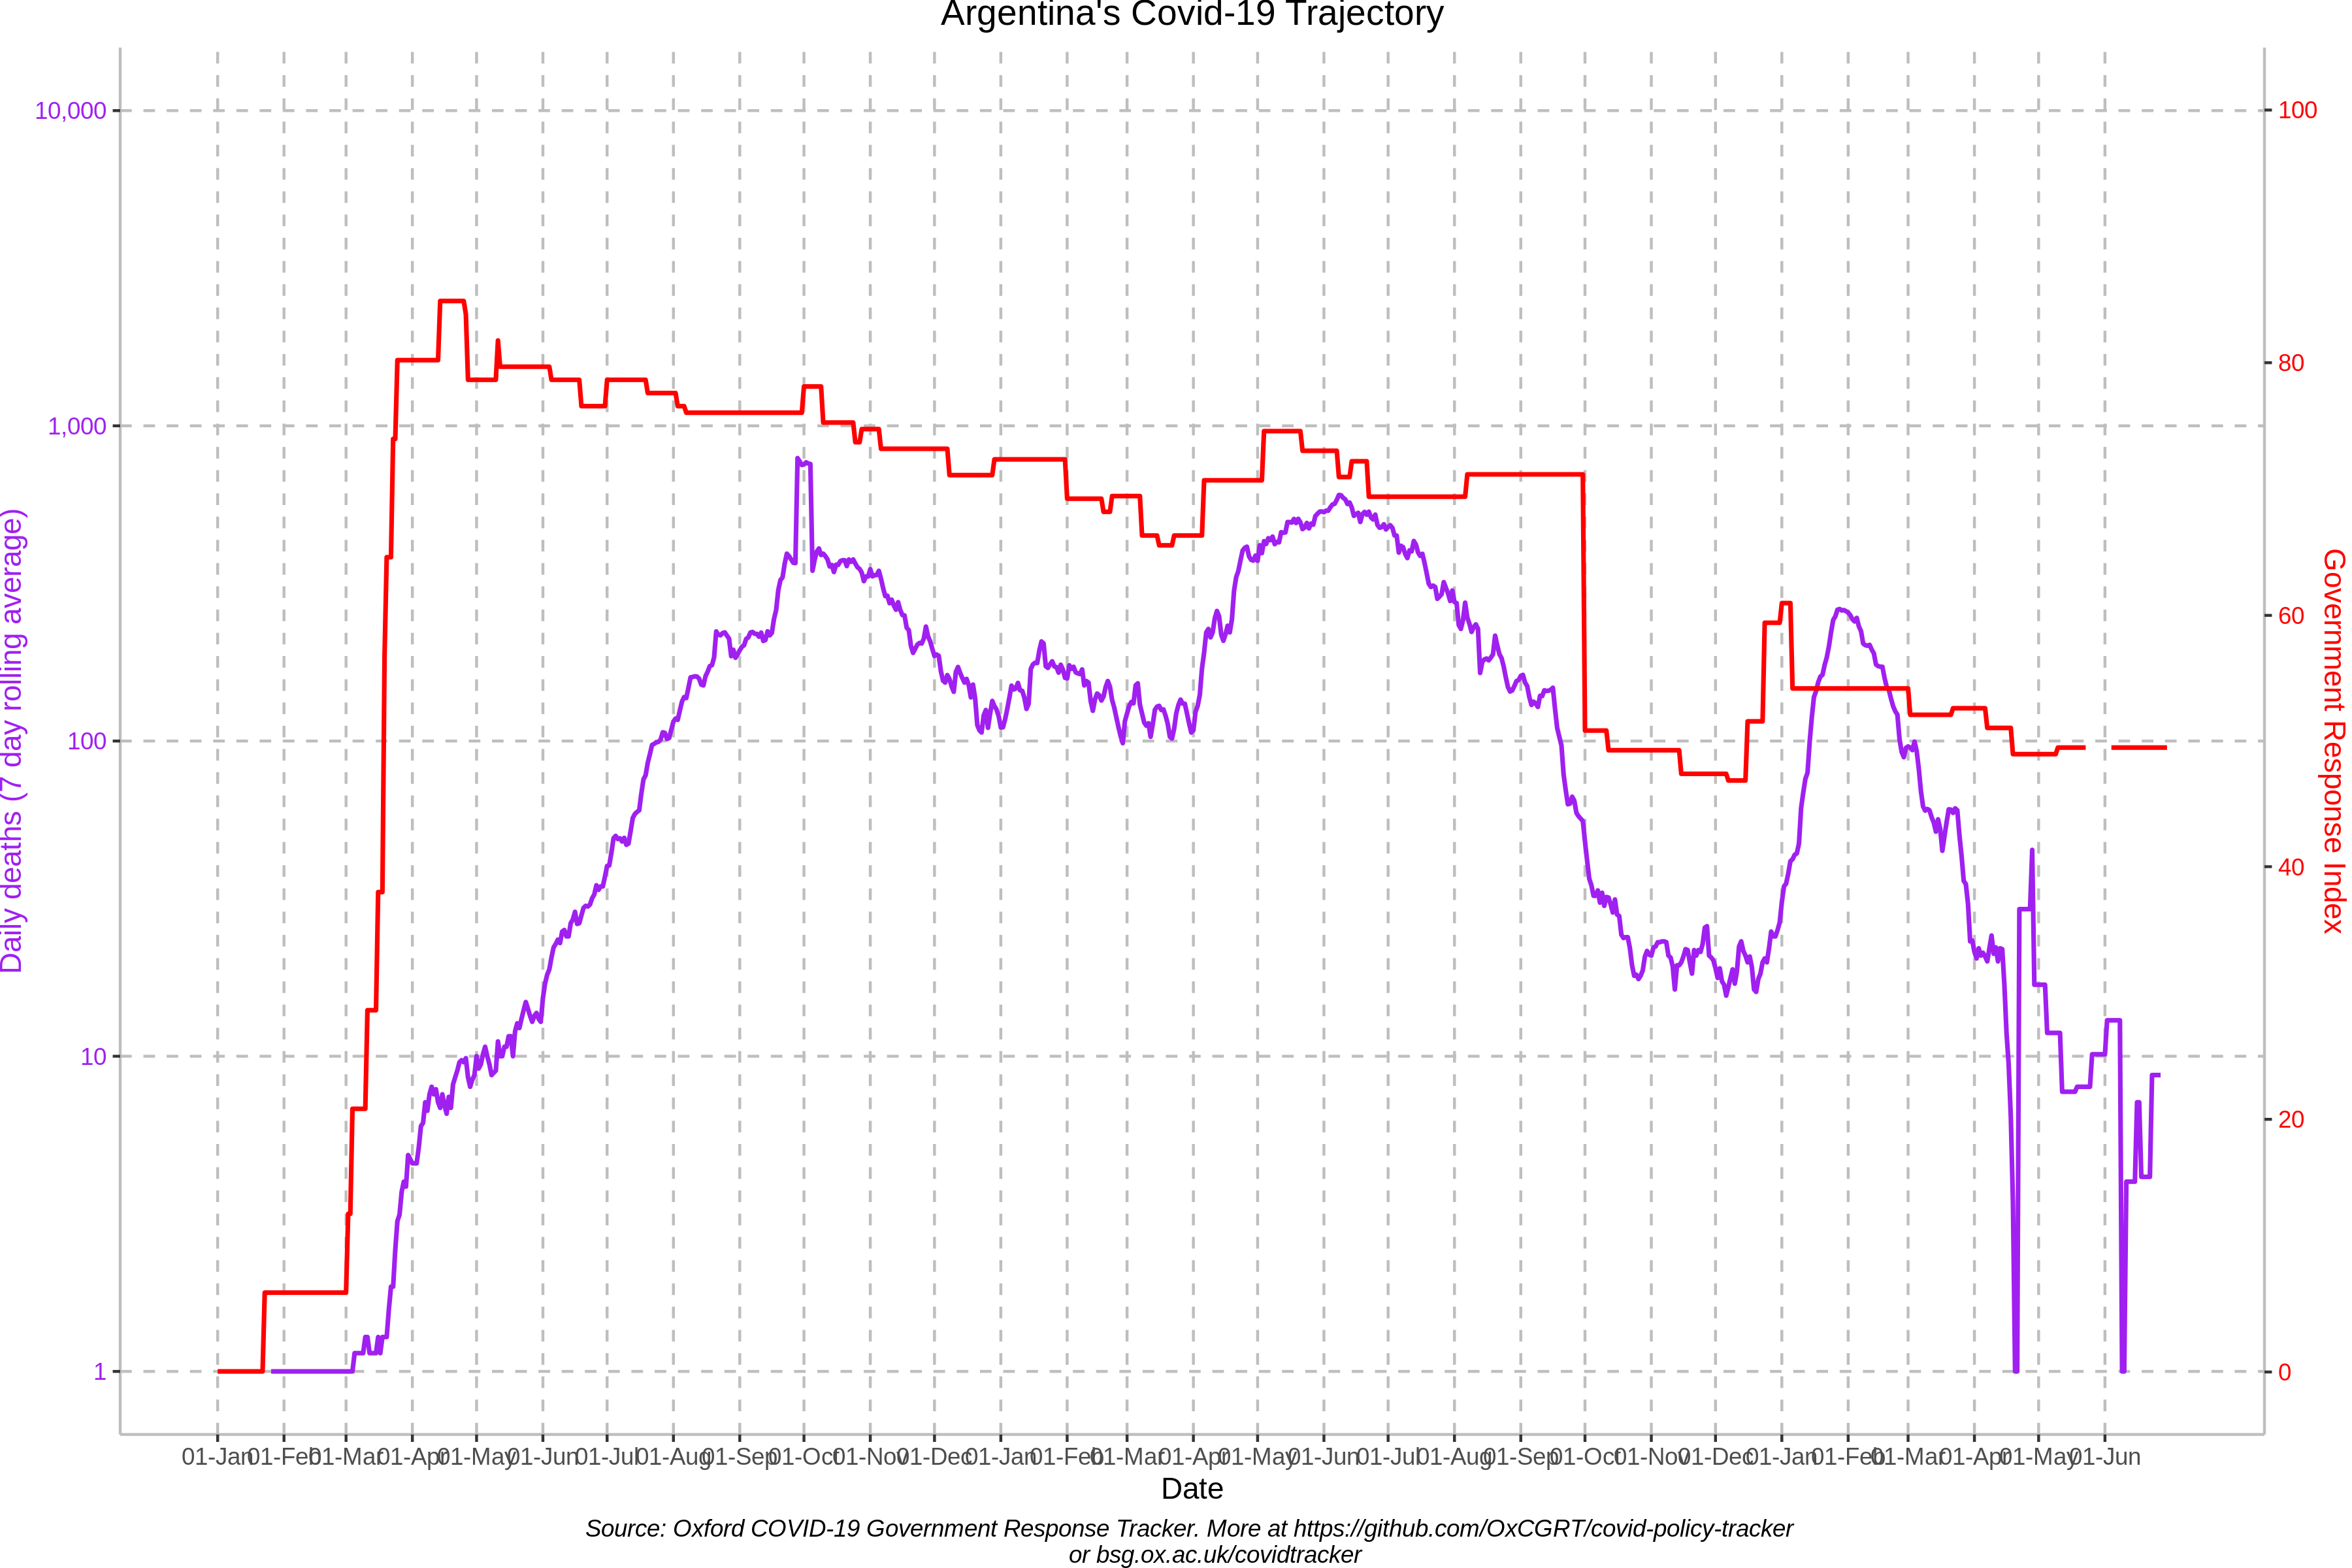 Argentina's Covid-19 Trajectory
10,000
1,000
100
10
1
Daily deaths (7 day rolling average)
100
80
60
40
20
0
Government Response Index
01-Jan 01-Feb 01-Mar 01-Apr 01-May 01-Jun 01-Jul 01-Aug 01-Sep 01-Oct 01-Nov 01-Dec 01-Jan 01-Feb 01-Mar 01-Apr 01-May 01-Jun 01-Jul 01-Aug 01-Sep 01-Oct 01-Nov 01-Dec 01-Jan 01-Feb 01-Mar 01-Apr 01-May 01-Jun
Date
Source: Oxford COVID-19 Government Response Tracker. More at https://github.com/OxCGRT/covid-policy-tracker
or bsg.ox.ac.uk/covidtracker